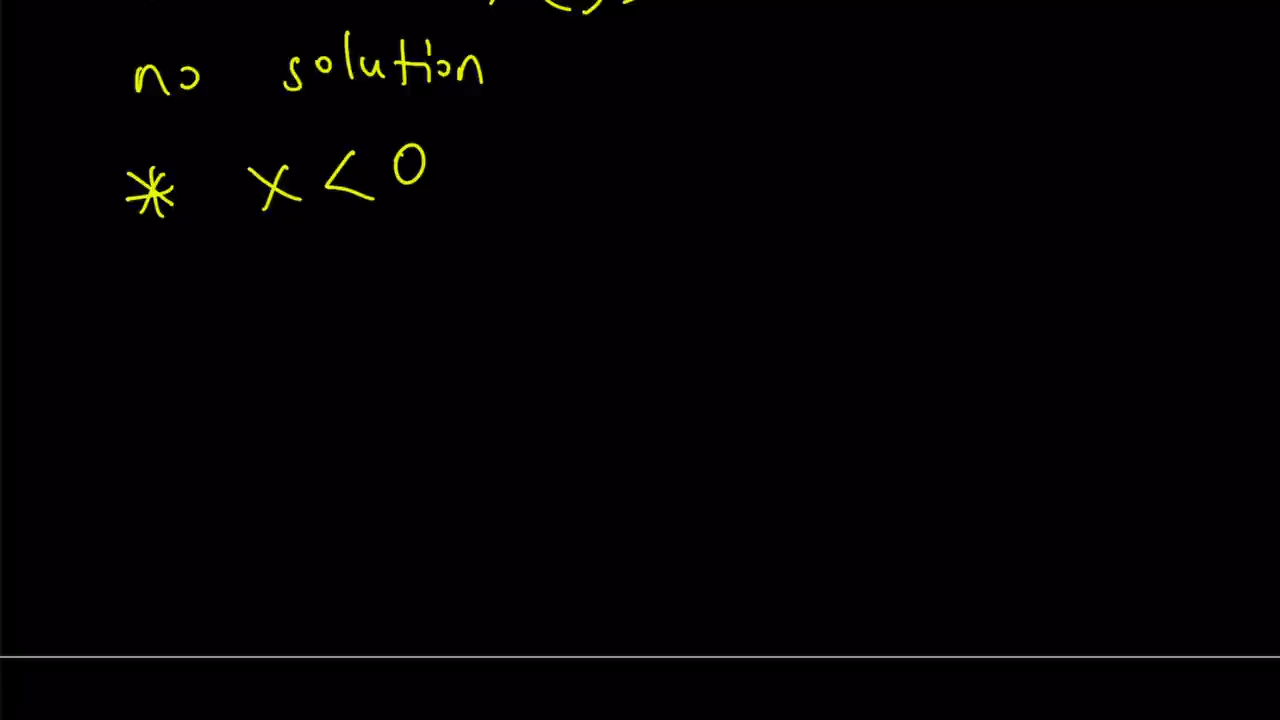 no solution
* x < 0